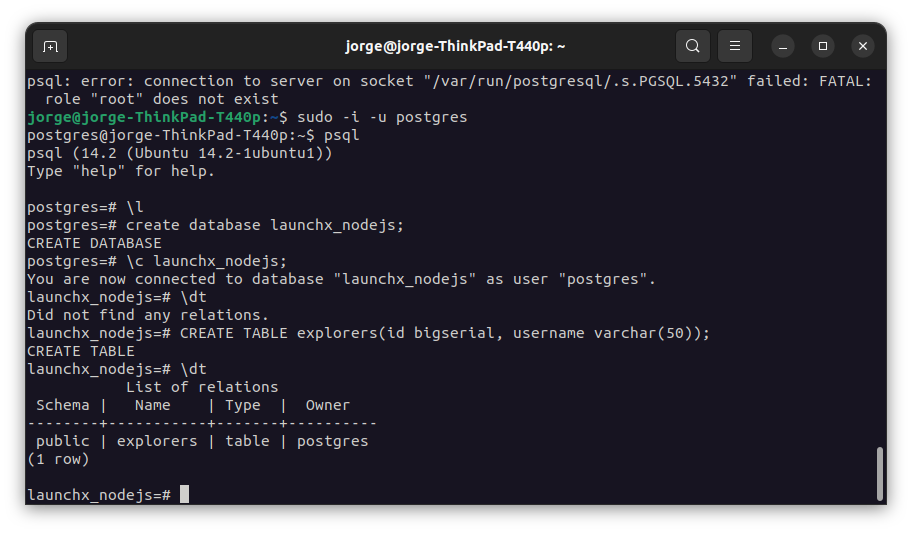 jorge@jorge-ThinkPad-T440p: ~
psql: error: connection to server on socket "/var/run/postgresql/.s.PGSQL.5432" failed: FATAL:
  role "root" does not exist
jorge@jorge-ThinkPad-T440p:~$ sudo -i -u postgres
postgres@jorge-ThinkPad-T440p:~$ psql
psql (14.2 (Ubuntu 14.2-1ubuntu1))
Type "help" for help.

postgres=# \l
postgres=# create database launchx_nodejs;
CREATE DATABASE
postgres=# \c launchx_nodejs;
You are now connected to database "launchx_nodejs" as user "postgres".
launchx_nodejs=# \dt
Did not find any relations.
launchx_nodejs=# CREATE TABLE explorers(id bigserial, username varchar(50));
CREATE TABLE
launchx_nodejs=# \dt
           List of relations
 Schema |   Name    | Type  |  Owner
--------+-----------+-------+----------
 public | explorers | table | postgres
(1 row)

launchx_nodejs=#